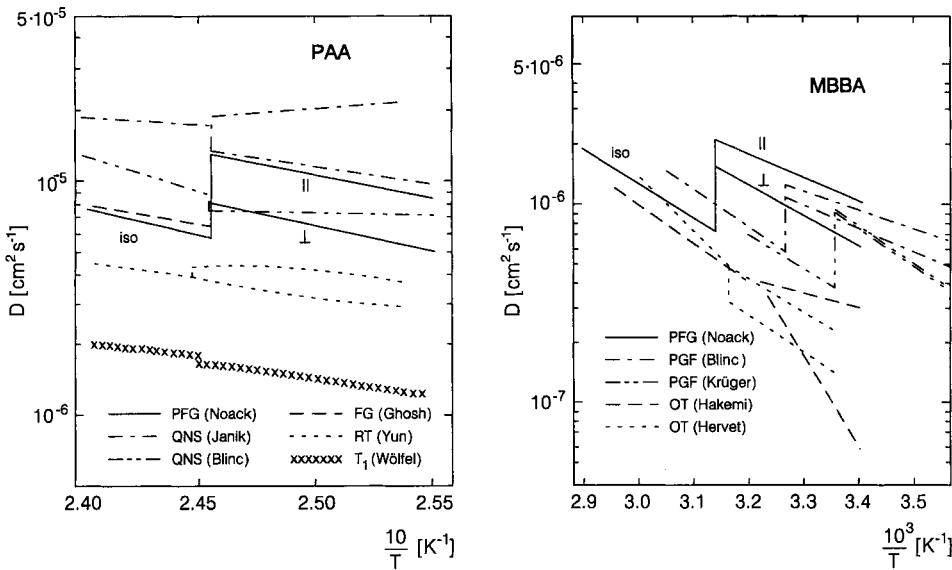 5·10⁻⁵
PAA
D [cm² s⁻¹]
10⁻⁵
iso
||
⊥
10⁻⁶
PFG (Noack)
QNS (Janik)
QNS (Blinc)
FG (Ghosh)
RT (Yun)
xxxxxxx T₁ (Wölfel)
2.40 2.45 2.50 2.55
10/T [K⁻¹]
5·10⁻⁶
MBBA
D [cm² s⁻¹]
iso
||
⊥
10⁻⁶
PFG (Noack)
PGF (Blinc)
PGF (Krüger)
OT (Hakemi)
OT (Hervet)
10⁻⁷
2.9 3.0 3.1 3.2 3.3 3.4 3.5
10³/T [K⁻¹]